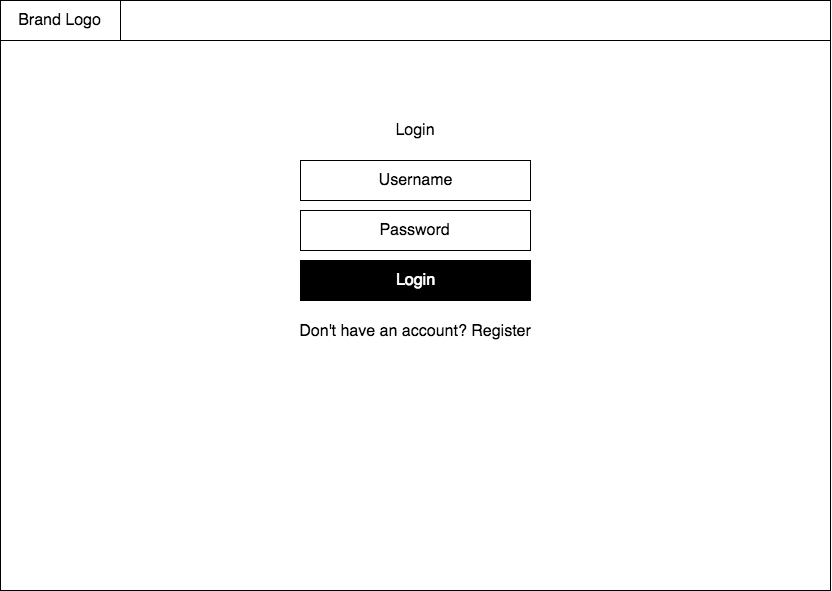 Brand Logo
Login
Username
Password
Login
Don't have an account? Register